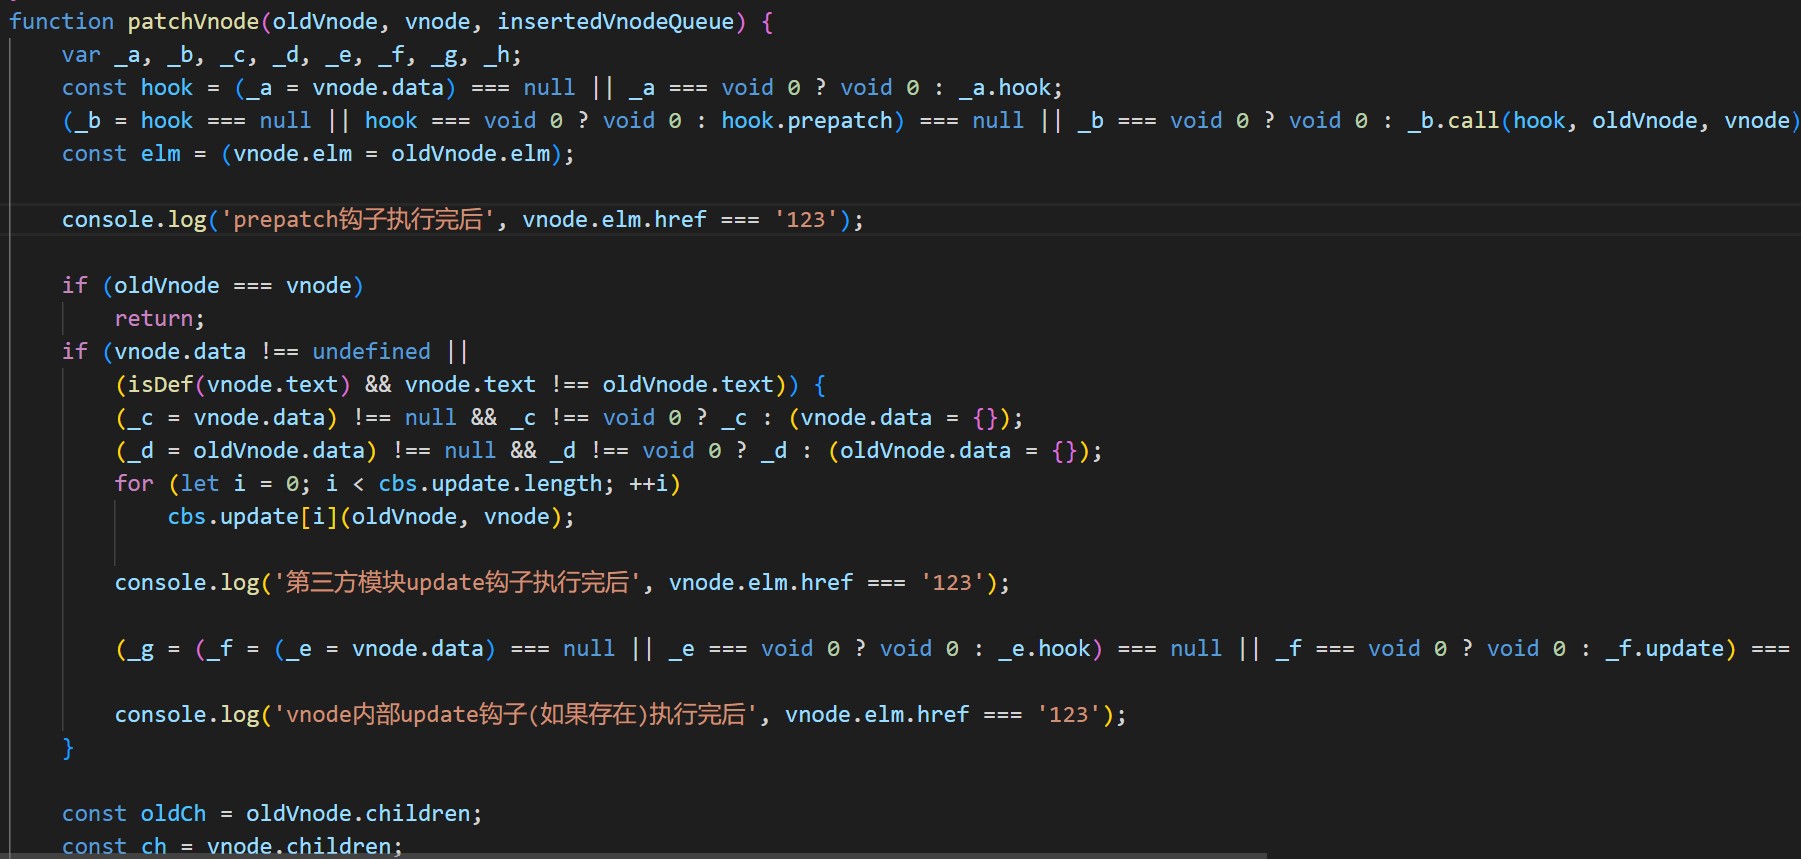 function patchVnode(oldVnode, vnode, insertedVnodeQueue) {
var _a, _b, _c, _d, _e, _f, _g, _h;
const hook = (_a = vnode.data) === null || _a === void 0 ? void 0 : _a.hook;
(_b = hook === null || hook === void 0 ? void 0 : hook.prepatch) === null || _b === void 0 ? void 0 : _b.call(hook, oldVnode, vnode)
const elm = (vnode.elm = oldVnode.elm);
console.log('prepatch钩子执行完后', vnode.elm.href === '123');
if (oldVnode === vnode)
return;
if (vnode.data !== undefined ||
(isDef(vnode.text) && vnode.text !== oldVnode.text)) {
(_c = vnode.data) !== null && _c !== void 0 ? _c : (vnode.data = {});
(_d = oldVnode.data) !== null && _d !== void 0 ? _d : (oldVnode.data = {});
for (let i = 0; i < cbs.update.length; ++i)
cbs.update[i](oldVnode, vnode);
console.log('第三方模块update钩子执行完后', vnode.elm.href === '123');
(_g = (_f = (_e = vnode.data) === null || _e === void 0 ? void 0 : _e.hook) === null || _f === void 0 ? void 0 : _f.update) ===
console.log('vnode内部update钩子(如果存在)执行完后', vnode.elm.href === '123');
}
const oldCh = oldVnode.children;
const ch = vnode.children;